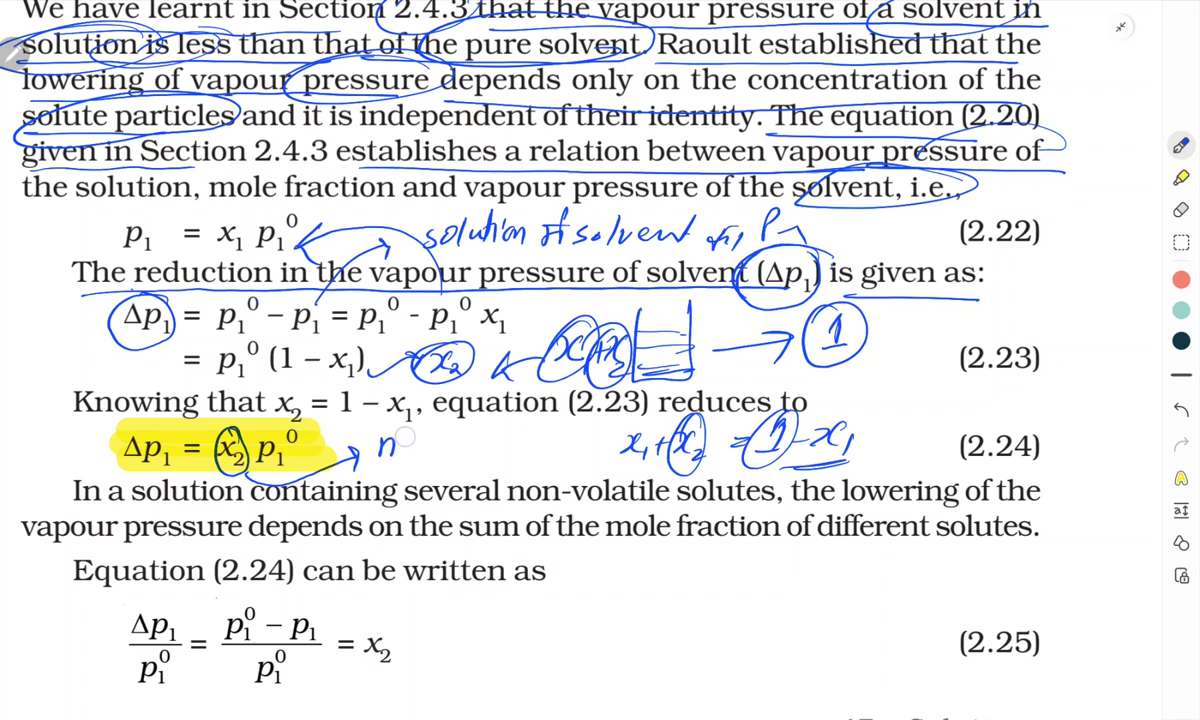 We have learnt in Section 2.4.3 that the vapour pressure of a solvent in
solution is less than that of the pure solvent. Raoult established that the
lowering of vapour pressure depends only on the concentration of the
solute particles and it is independent of their identity. The equation (2.20)
given in Section 2.4.3 establishes a relation between vapour pressure of
the solution, mole fraction and vapour pressure of the solvent, i.e.,
p₁ = x₁ p₁⁰ solution of solvent P₁ (2.22)
The reduction in the vapour pressure of solvent (Δp₁) is given as:
Δp₁ = p₁⁰ – p₁ = p₁⁰ - p₁⁰ x₁ 1
= p₁⁰ (1 – x₁) x₂ (2.23)
Knowing that x₂ = 1 – x₁, equation (2.23) reduces to
Δp₁ = x₂ p₁⁰ n x₁ + x₂ = 1 - x₁ (2.24)
In a solution containing several non-volatile solutes, the lowering of the
vapour pressure depends on the sum of the mole fraction of different solutes.
Equation (2.24) can be written as
Δp₁/p₁⁰ = (p₁⁰ – p₁)/p₁⁰ = x₂ (2.25)